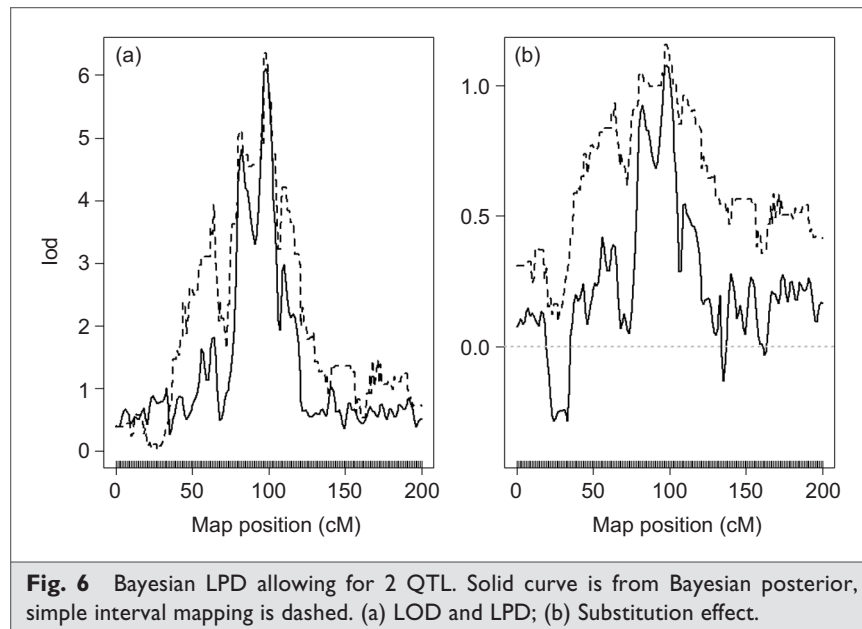 (a)
6
5
4
3
2
1
0
lod
0 50 100 150 200
Map position (cM)
(b)
1.0
0.5
0.0
0 50 100 150 200
Map position (cM)
Fig. 6 Bayesian LPD allowing for 2 QTL. Solid curve is from Bayesian posterior,
simple interval mapping is dashed. (a) LOD and LPD; (b) Substitution effect.